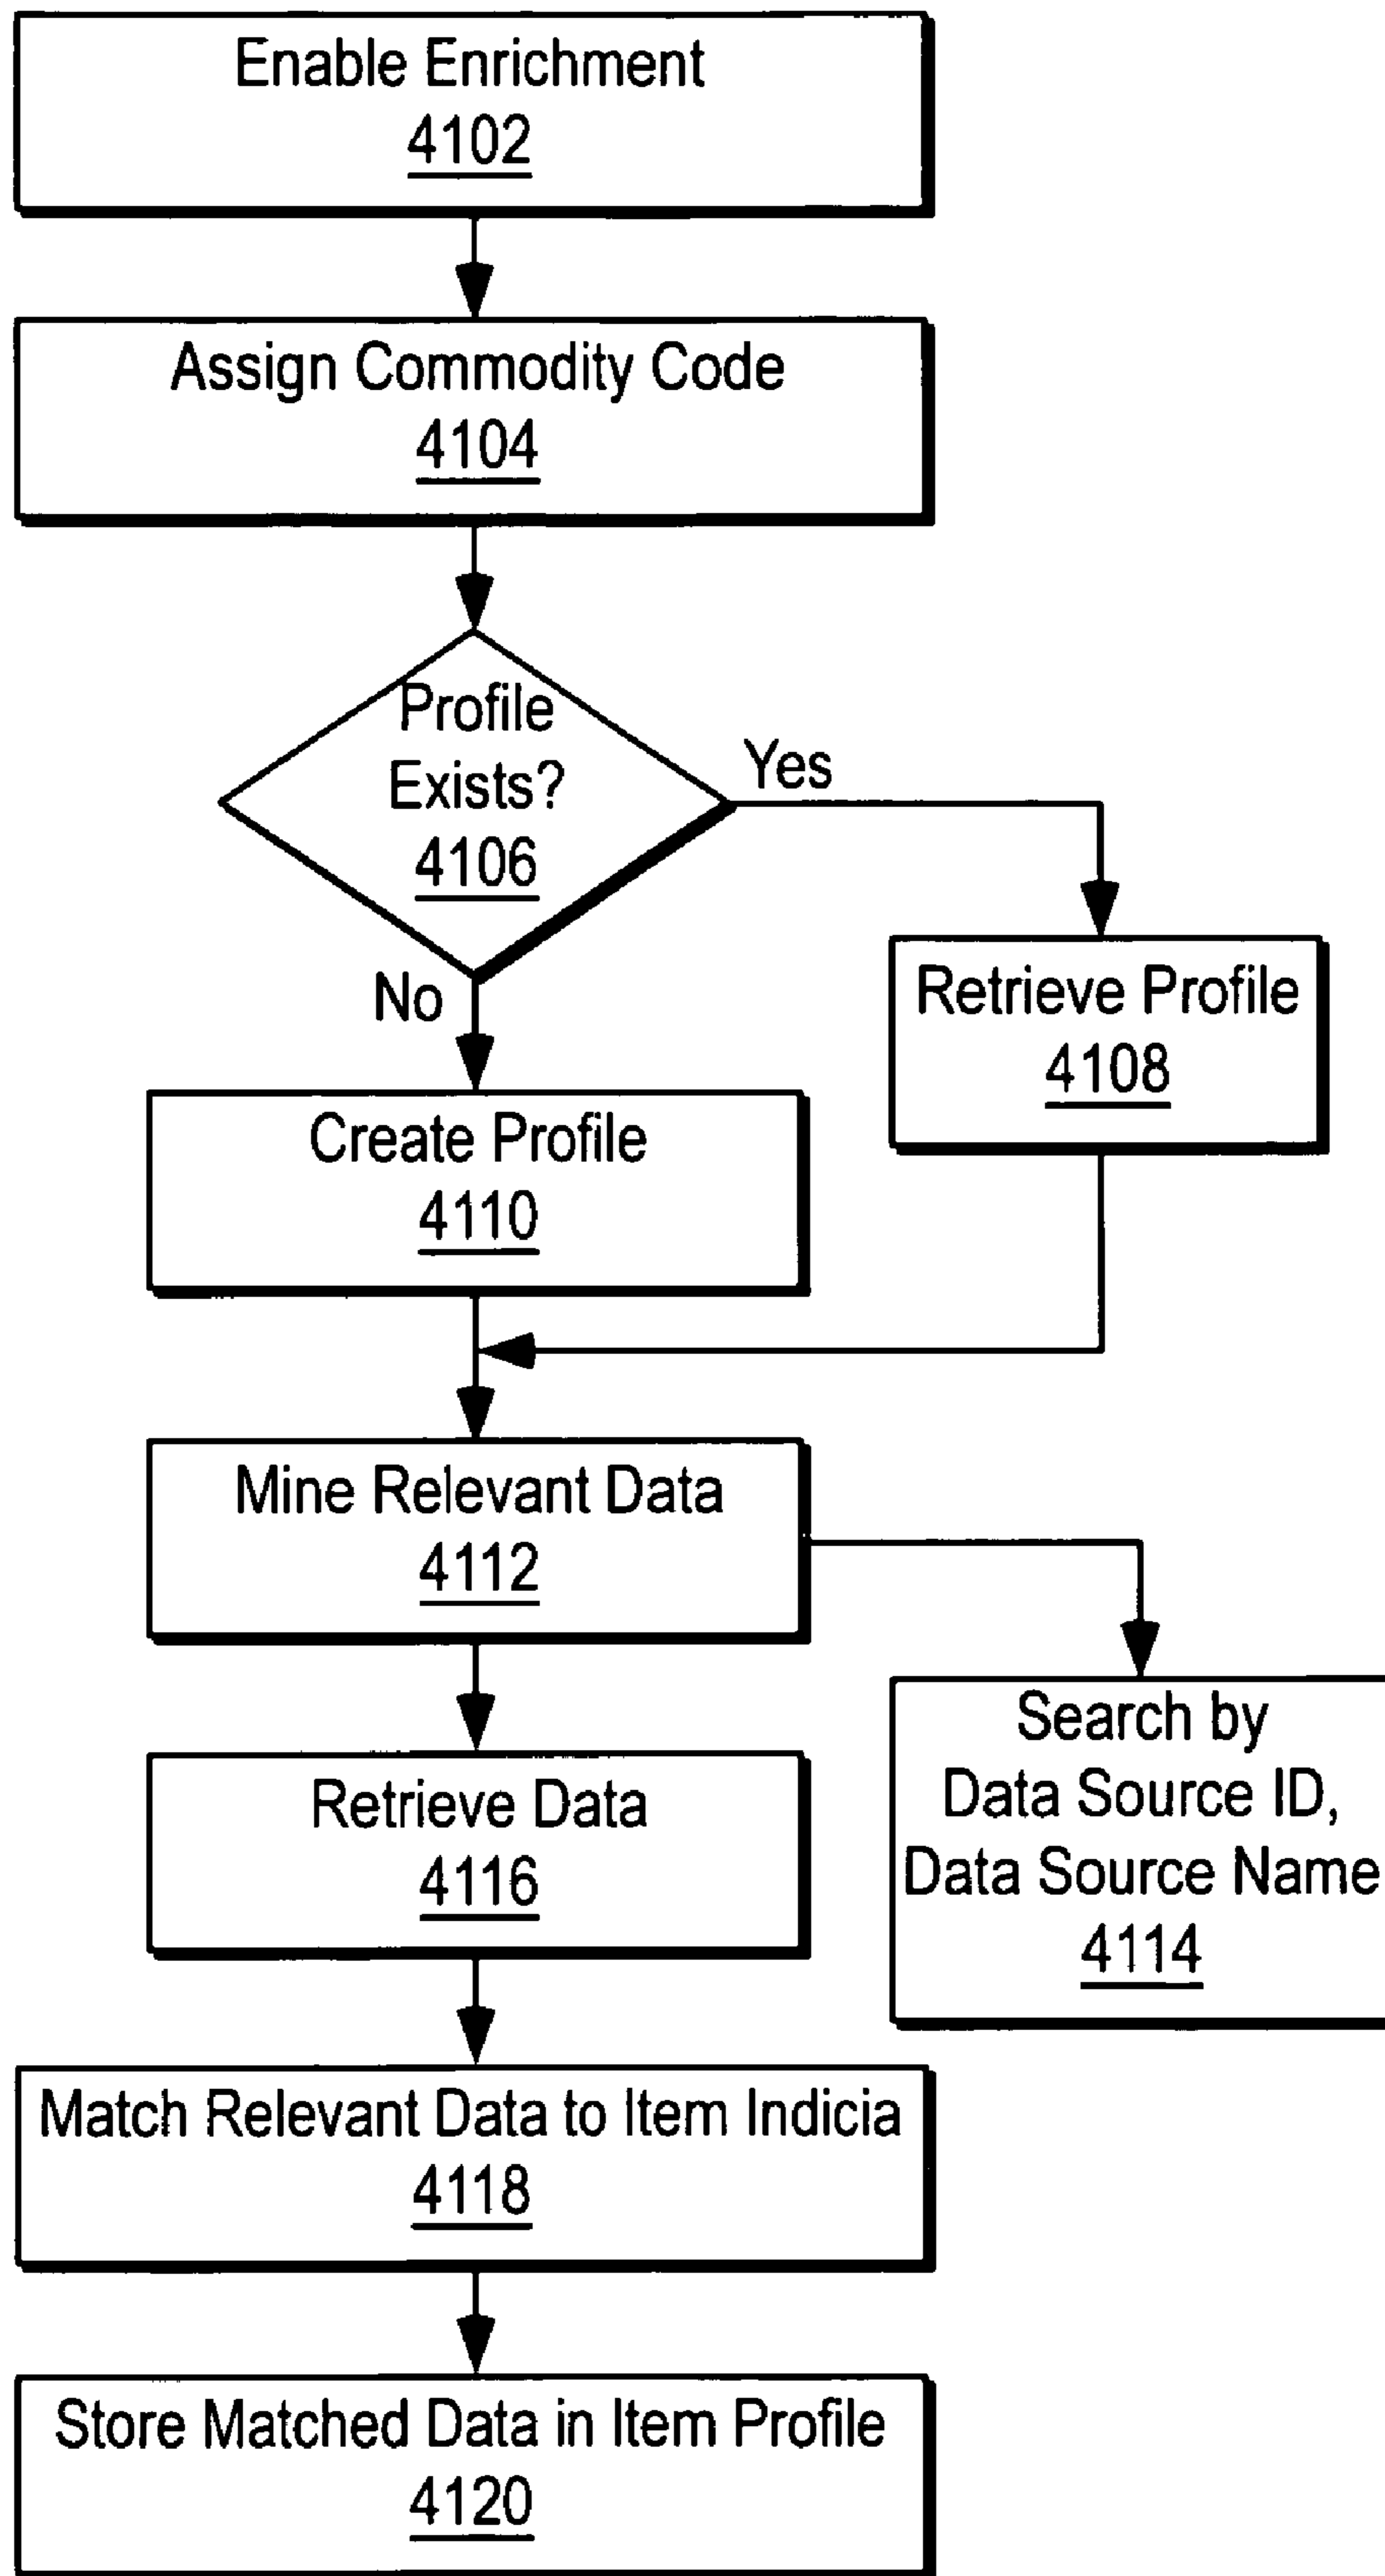 Enable Enrichment
4102
Assign Commodity Code
4104
Profile
Exists?
4106
Yes
No
Retrieve Profile
4108
Create Profile
4110
Mine Relevant Data
4112
Search by
Data Source ID,
Data Source Name
4114
Retrieve Data
4116
Match Relevant Data to Item Indicia
4118
Store Matched Data in Item Profile
4120